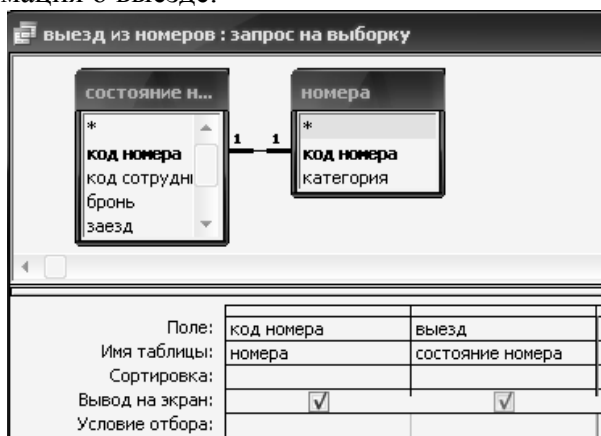 выезд из номеров : запрос на выборку
состояние н...
*
код номера
код сотрудни
бронь
заезд
1 1
номера
*
код номера
категория
Поле: код номера выезд
Имя таблицы: номера состояние номера
Сортировка:
Вывод на экран:
Условие отбора: